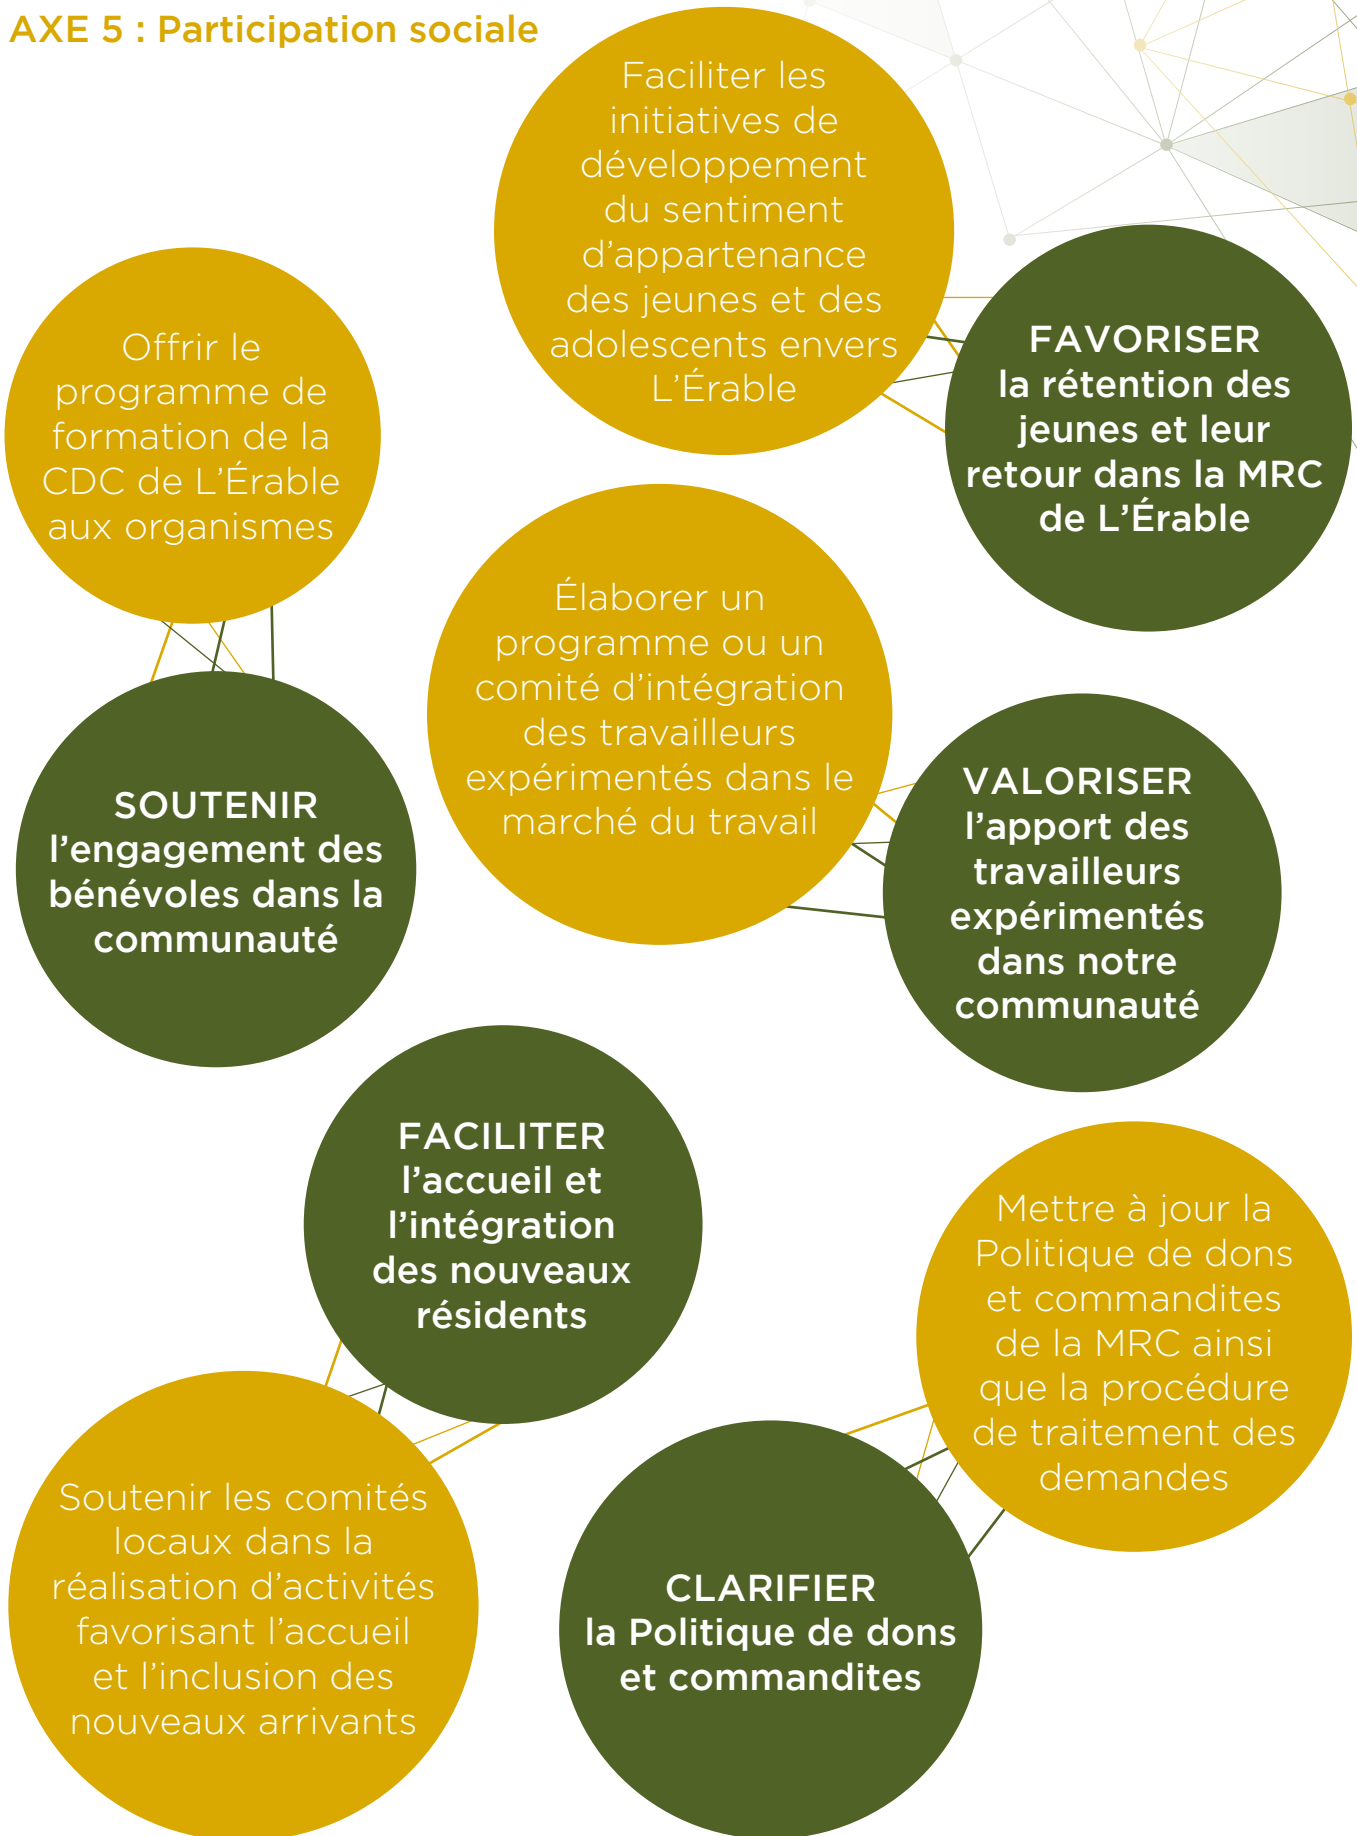 AXE 5 : Participation sociale
Faciliter les
initiatives de
développement
du sentiment
d’appartenance
des jeunes et des
adolescents envers
L’Érable
FAVORISER
la rétention des
jeunes et leur
retour dans la MRC
de L’Érable
Offrir le
programme de
formation de la
CDC de L’Érable
aux organismes
SOUTENIR
l’engagement des
bénévoles dans la
communauté
Élaborer un
programme ou un
comité d’intégration
des travailleurs
expérimentés dans le
marché du travail
VALORISER
l’apport des
travailleurs
expérimentés
dans notre
communauté
FACILITER
l’accueil et
l’intégration
des nouveaux
résidents
Soutenir les comités
locaux dans la
réalisation d’activités
favorisant l’accueil
et l’inclusion des
nouveaux arrivants
Mettre à jour la
Politique de dons
et commandites
de la MRC ainsi
que la procédure
de traitement des
demandes
CLARIFIER
la Politique de dons
et commandites